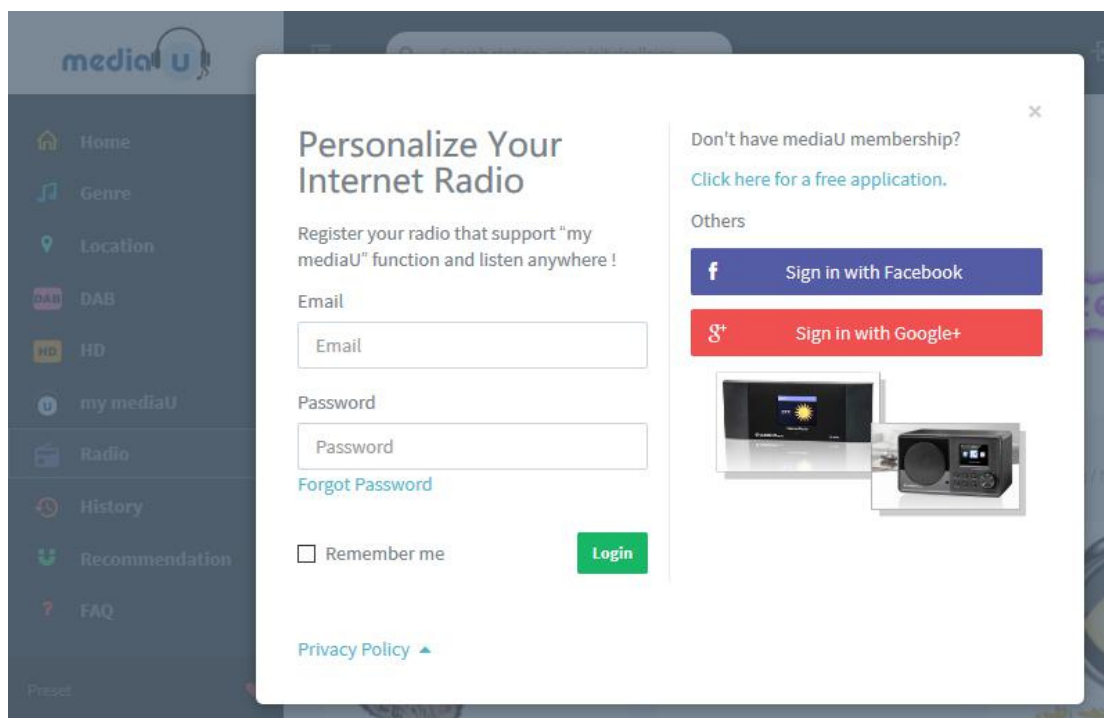 mediaU
Home
Genre
Location
DAB DAB
HD HD
U my mediaU
Radio
History
Recommendation
? FAQ
Preset
×
Personalize Your
Internet Radio
Register your radio that support “my
mediaU” function and listen anywhere !
Email
Email
Password
Password
Forgot Password
Remember me
Login
Privacy Policy
Don't have mediaU membership?
Click here for a free application.
Others
f Sign in with Facebook
g+ Sign in with Google+